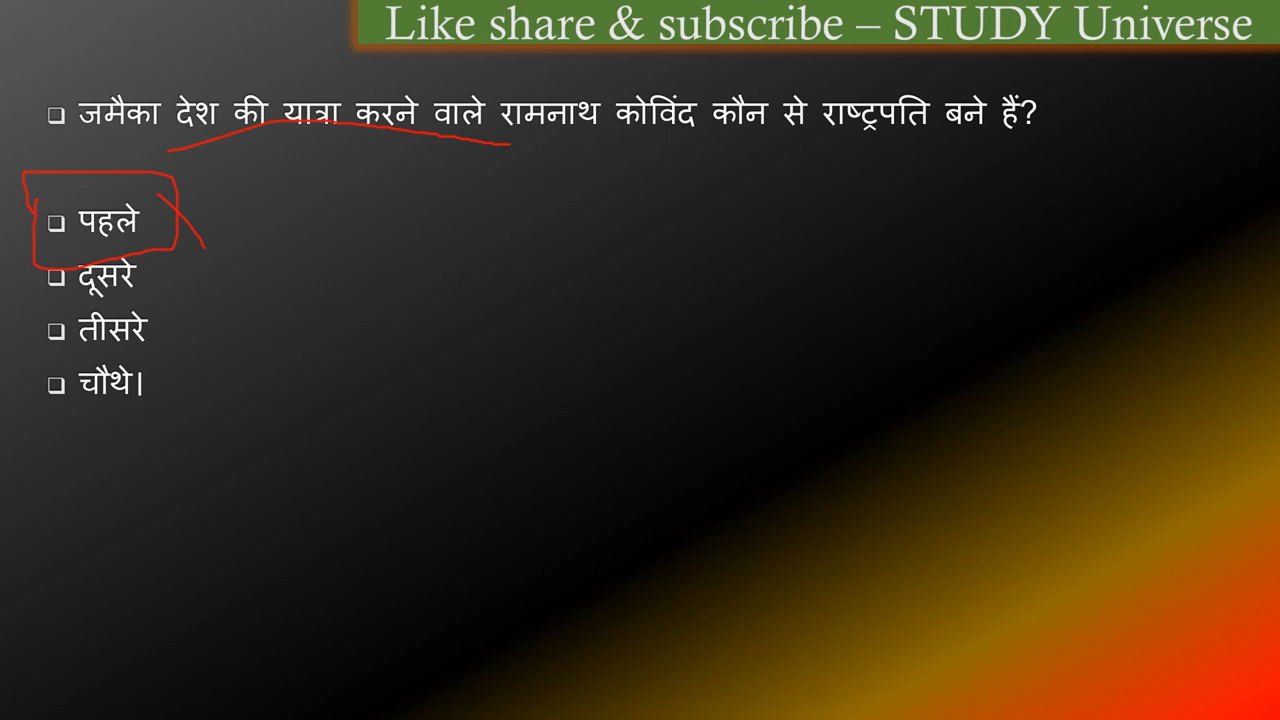 Like share & subscribe – STUDY Universe
जमैका देश की यात्रा करने वाले रामनाथ कोविंद कौन से राष्ट्रपति बने हैं?
पहले
दूसरे
तीसरे
चौथे।